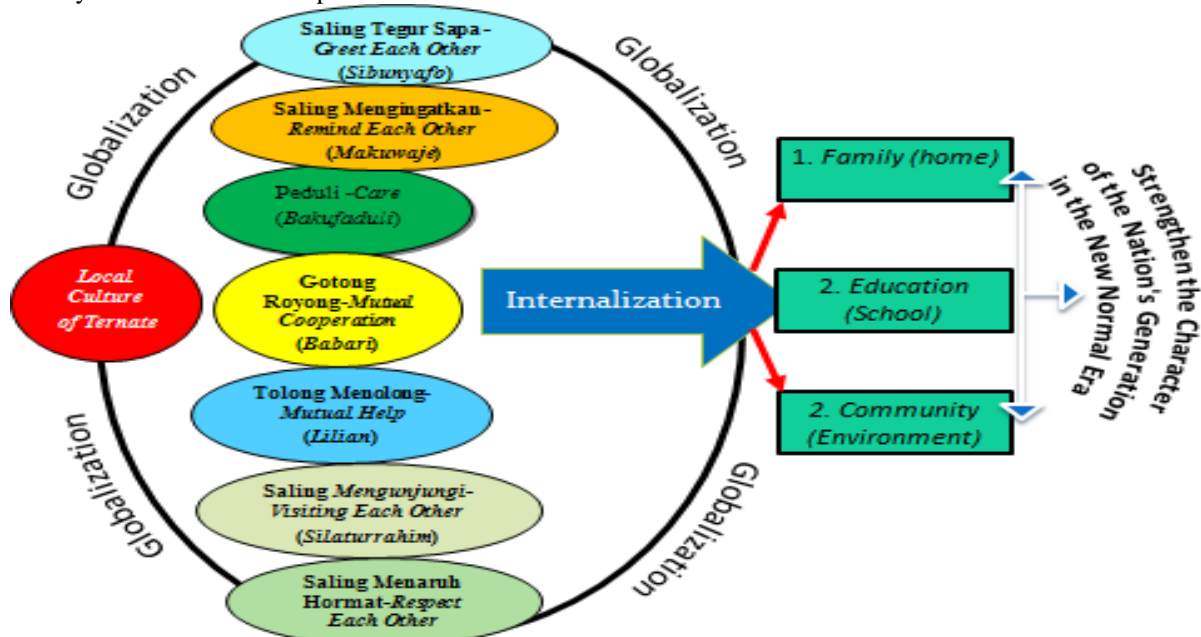 Globalization
Globalization
Globalization
Globalization
Saling Tegur Sapa-
Greet Each Other
(Sibunyafo)
Saling Mengingatkan-
Remind Each Other
(Makuwaje)
Peduli -Care
(Bakufaduli)
Local
Culture
of Ternate
Gotong
Royong-Mutual
Cooperation
(Babari)
Tolong Menolong-
Mutual Help
(Lilian)
Saling Mengunjungi-
Visiting Each Other
(Silaturrahim)
Saling Menaruh
Hormat-Respect
Each Other
Internalization
1. Family (home)
2. Education
(School)
2. Community
(Environment)
Strengthen the Character
of the Nation's Generation
in the New Normal Era